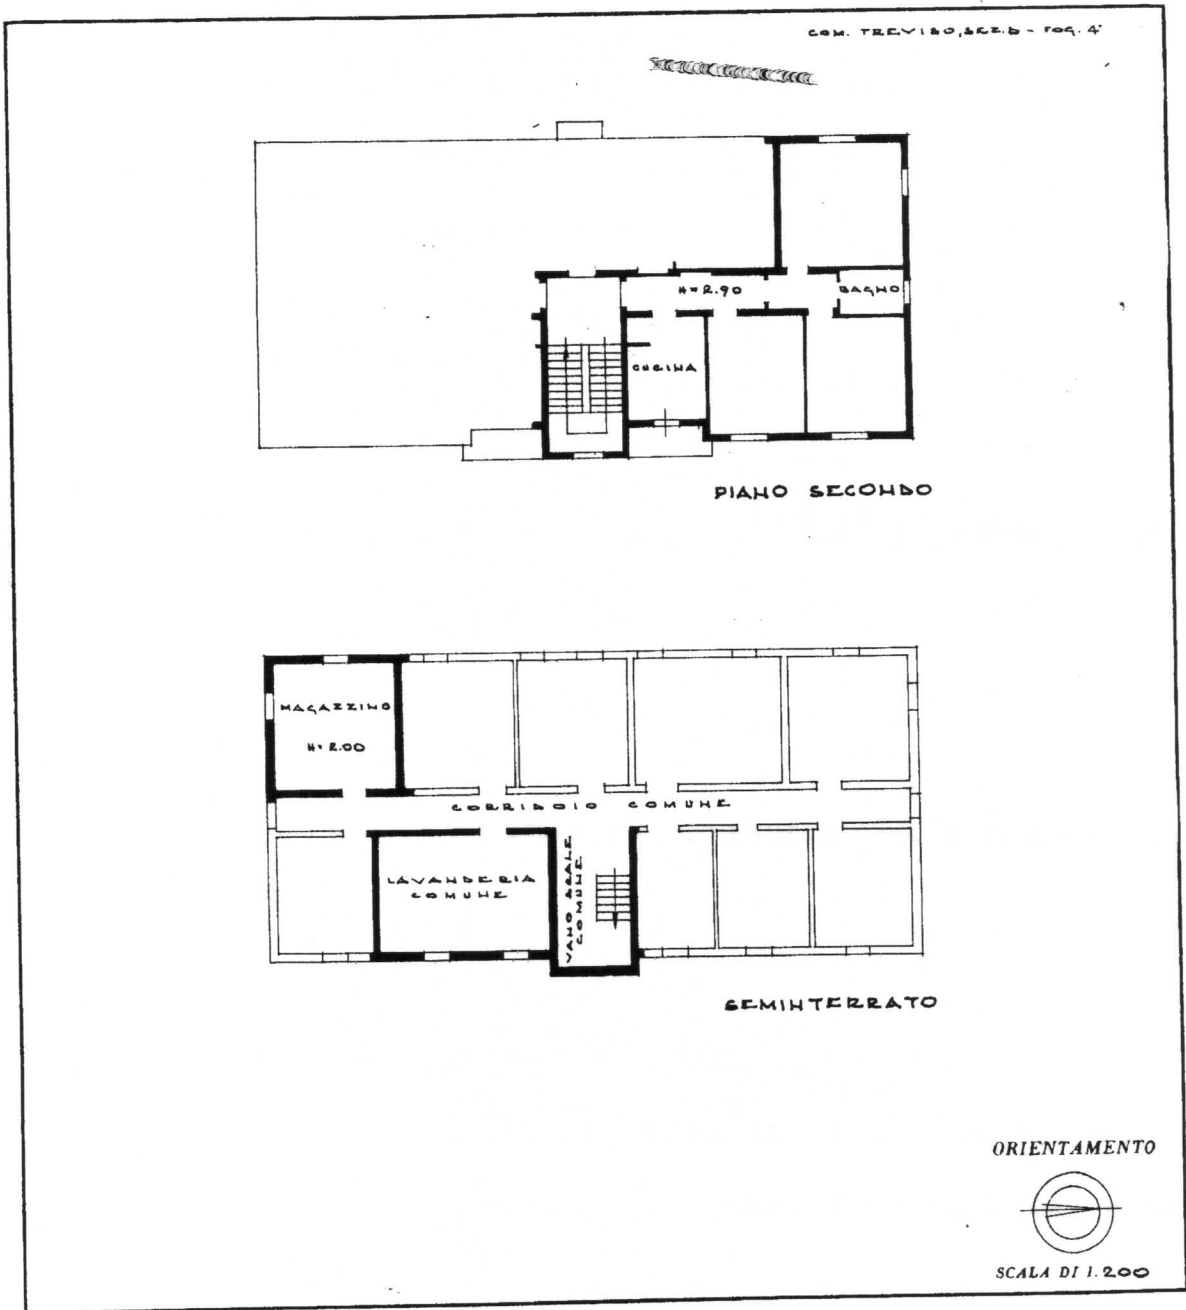 COM. TREVISO, SEZ. D - FOG. 4°
H = 2.90
BAGNO
CUCINA
PIANO SECONDO
MAGAZZINO
H = 2.00
CORRIDOIO COMUNE
LAVANDERIA
COMUNE
VANO SCALE
COMUNE
SEMINTERRATO
ORIENTAMENTO
SCALA DI 1.200